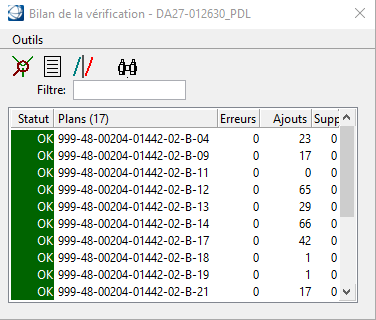 Bilan de la vérification - DA27-012630_PDL
Outils
Filtre:
Statut Plans (17) Erreurs Ajouts Supp
OK 999-48-00204-01442-02-B-04 0 23 0
OK 999-48-00204-01442-02-B-09 0 17 0
OK 999-48-00204-01442-02-B-11 0 0 0
OK 999-48-00204-01442-02-B-12 0 65 0
OK 999-48-00204-01442-02-B-13 0 29 0
OK 999-48-00204-01442-02-B-14 0 66 0
OK 999-48-00204-01442-02-B-17 0 42 0
OK 999-48-00204-01442-02-B-18 0 1 0
OK 999-48-00204-01442-02-B-19 0 1 0
OK 999-48-00204-01442-02-B-21 0 17 0